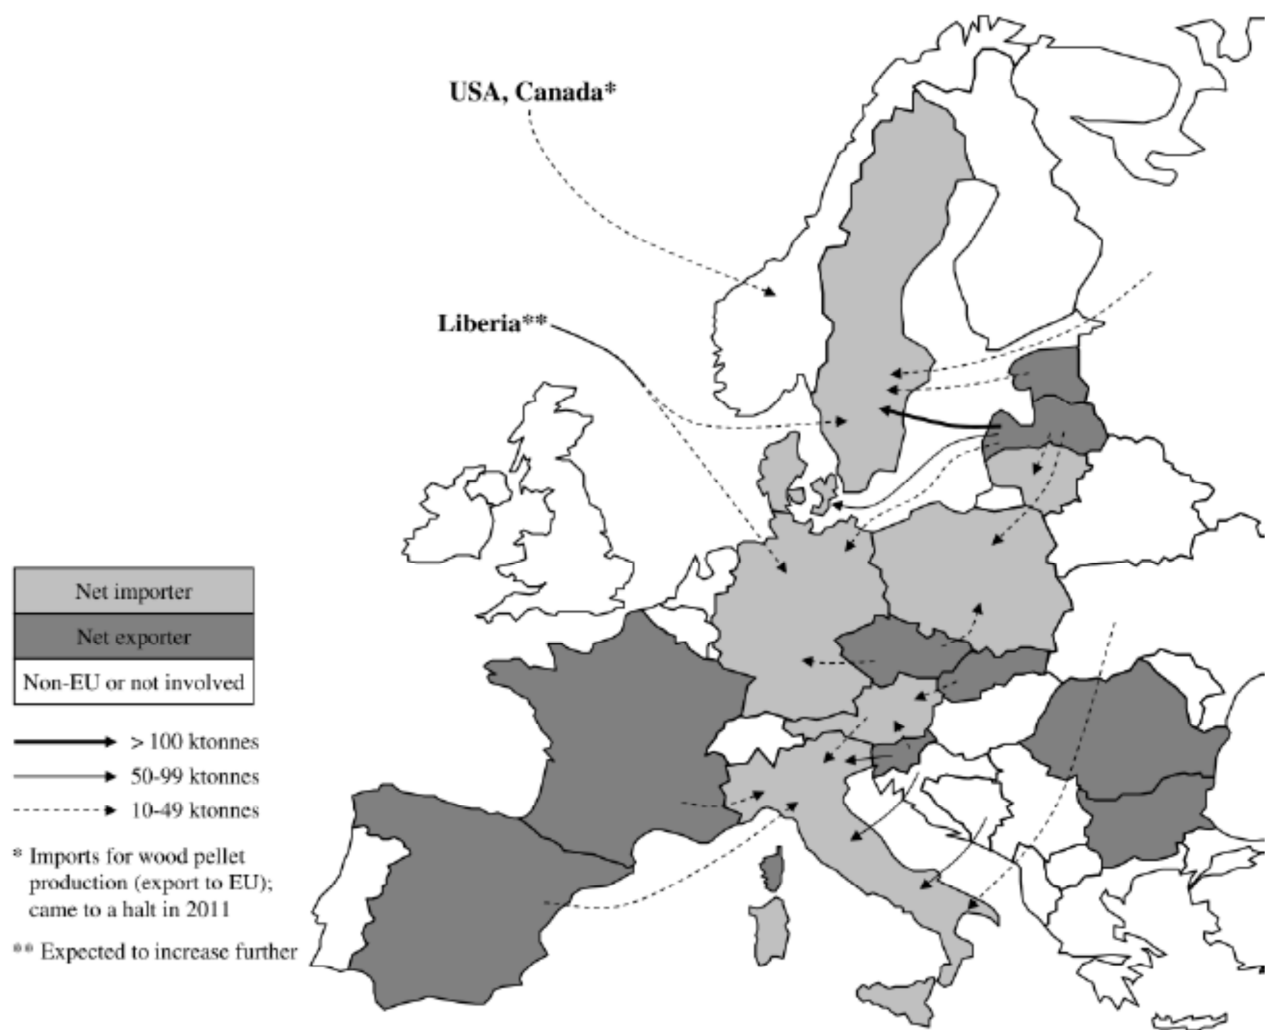 USA, Canada*
Liberia**
Net importer
Net exporter
Non-EU or not involved
> 100 ktonnes
50-99 ktonnes
10-49 ktonnes
* Imports for wood pellet
production (export to EU);
came to a halt in 2011
** Expected to increase further